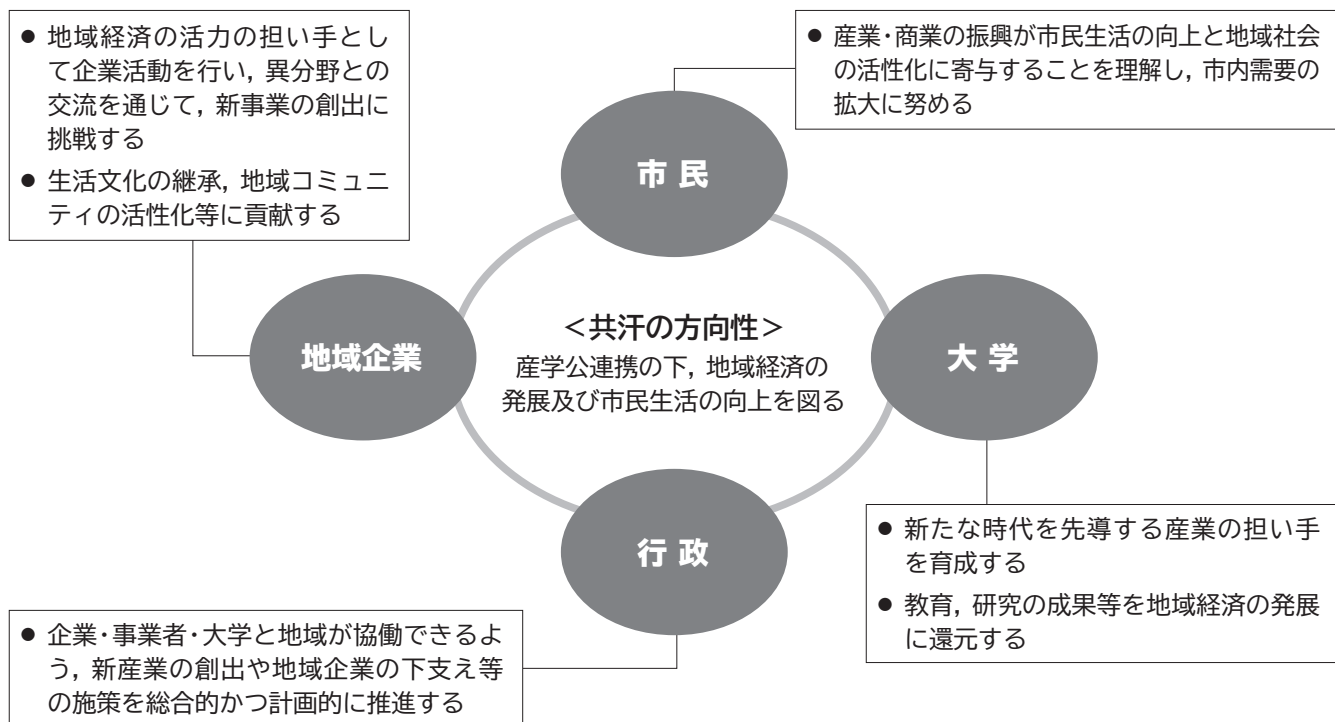 ● 地域経済の活力の担い手とし
て企業活動を行い，異分野との
交流を通じて，新事業の創出に
挑戦する
● 生活文化の継承，地域コミュニ
ティの活性化等に貢献する
● 産業・商業の振興が市民生活の向上と地域社会
の活性化に寄与することを理解し，市内需要の
拡大に努める
市 民
地域企業
＜共汗の方向性＞
産学公連携の下，地域経済の
発展及び市民生活の向上を図る
大 学
行 政
● 新たな時代を先導する産業の担い手
を育成する
● 教育，研究の成果等を地域経済の発展
に還元する
● 企業・事業者・大学と地域が協働できるよ
う，新産業の創出や地域企業の下支え等
の施策を総合的かつ計画的に推進する